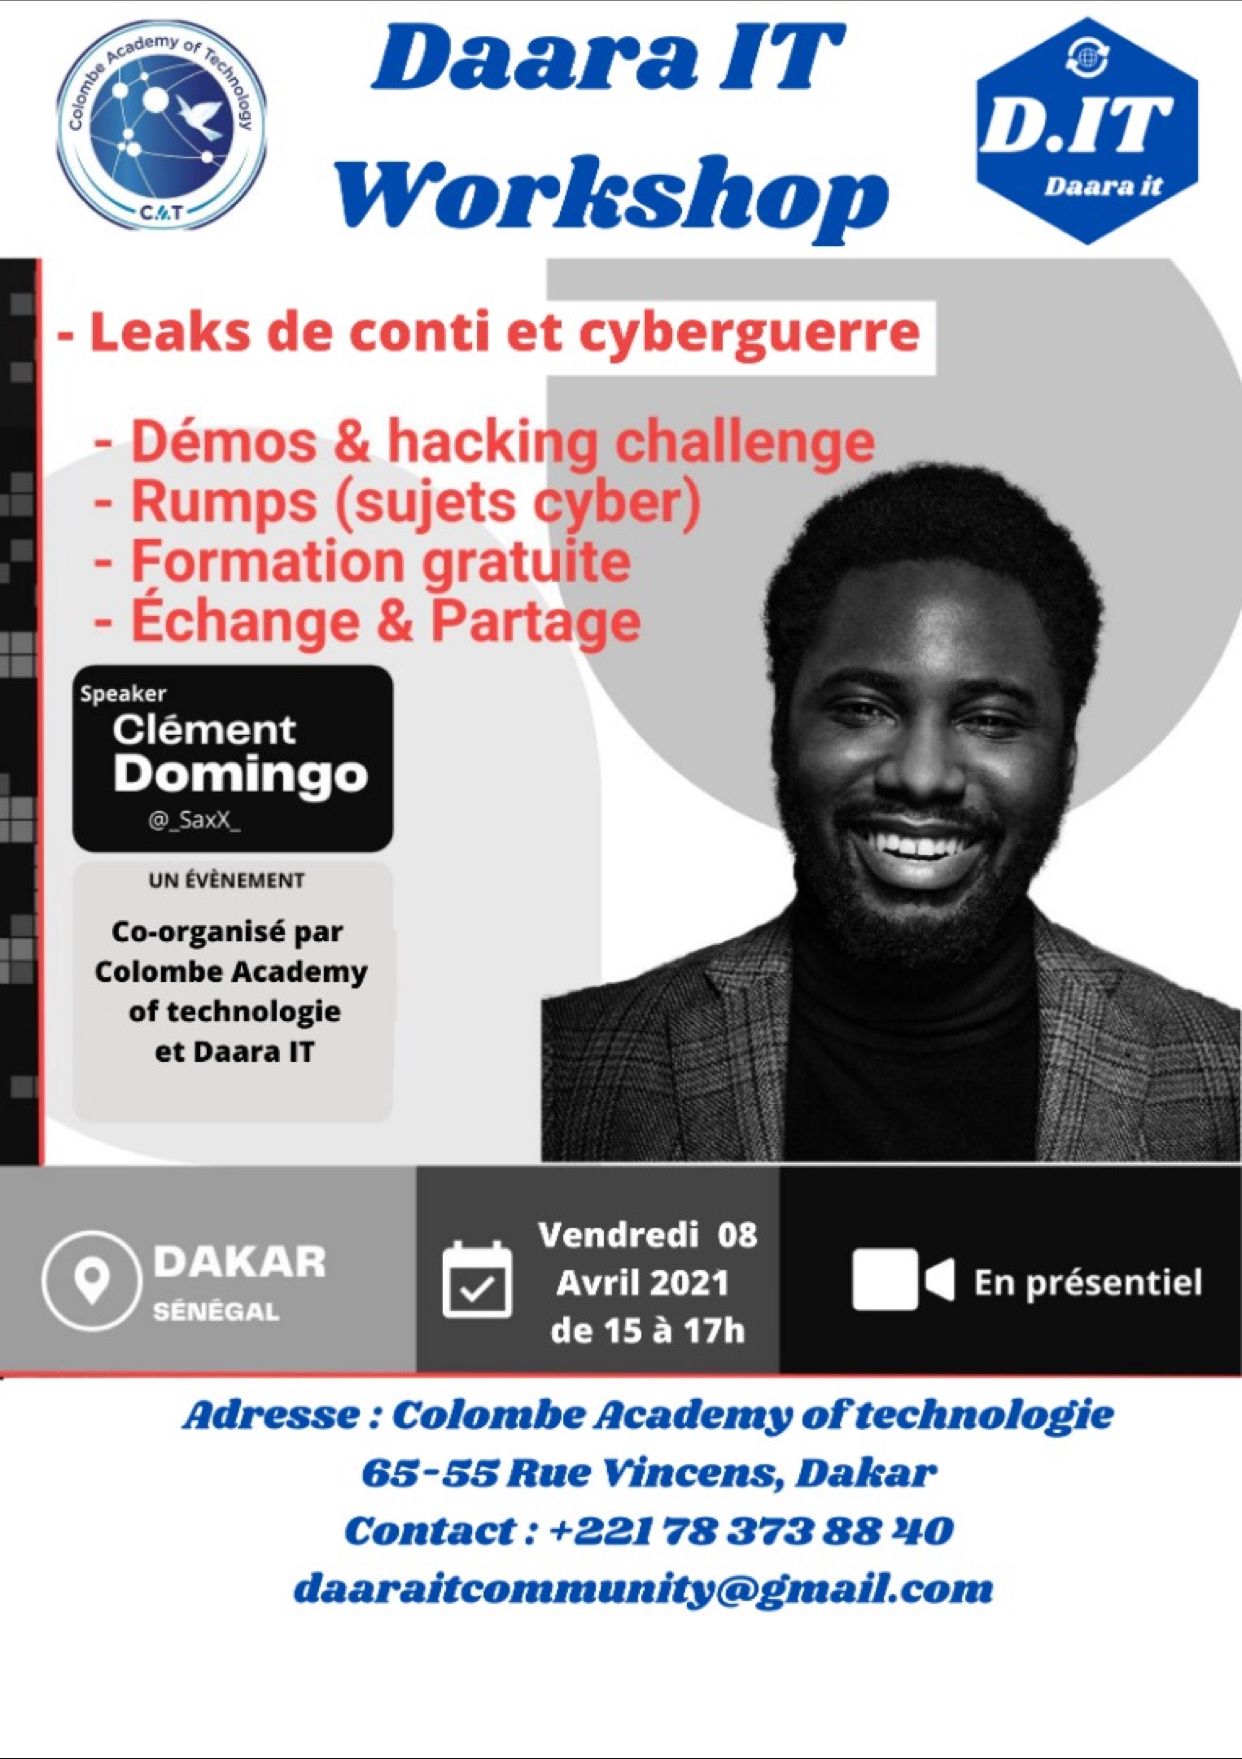 Colombe Academy of Technology
CAT
Daara IT
Workshop
D.IT
Daara it
- Leaks de conti et cyberguerre
- Démos & hacking challenge
- Rumps (sujets cyber)
- Formation gratuite
- Échange & Partage
Speaker
Clément
Domingo
@_SaxX_
UN ÉVÈNEMENT
Co-organisé par
Colombe Academy
of technologie
et Daara IT
DAKAR
SÉNÉGAL
Vendredi 08
Avril 2021
de 15 à 17h
En présentiel
Adresse : Colombe Academy of technologie
65-55 Rue Vincens, Dakar
Contact : +221 78 373 88 40
daaraitcommunity@gmail.com